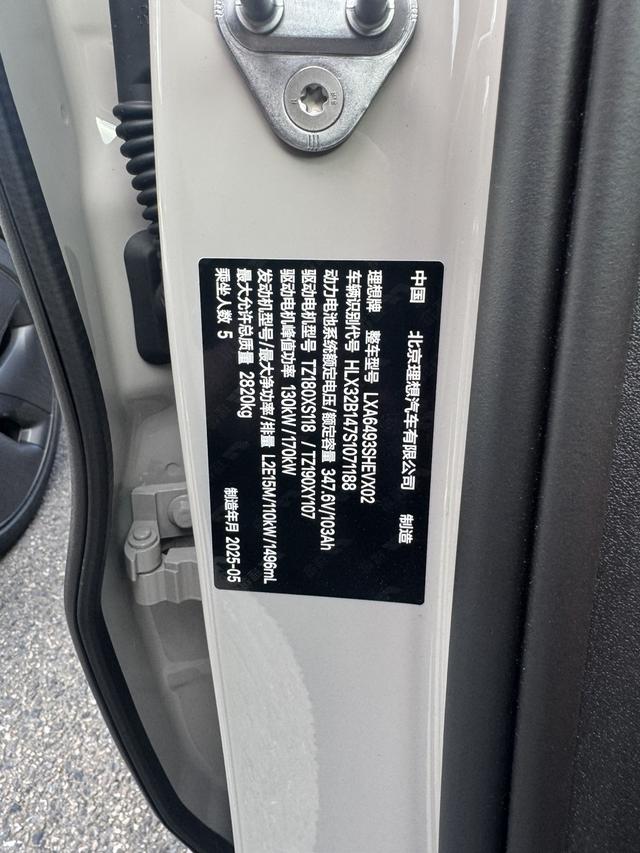 中国 北京理想汽车有限公司 制造
理想牌 整车型号 LXA6493SHEVX02
车辆识别代号 HLX32B147S1071188
动力电池系统额定电压/额定容量 347.6V/103Ah
驱动电机型号 TZ180XS118 /TZ190XY107
驱动电机峰值功率 130kW/170kW
发动机型号/最大净功率/排量 L2E15M/110kW/1496mL
最大允许总质量 2820kg
乘坐人数 5 制造年月 2025-05